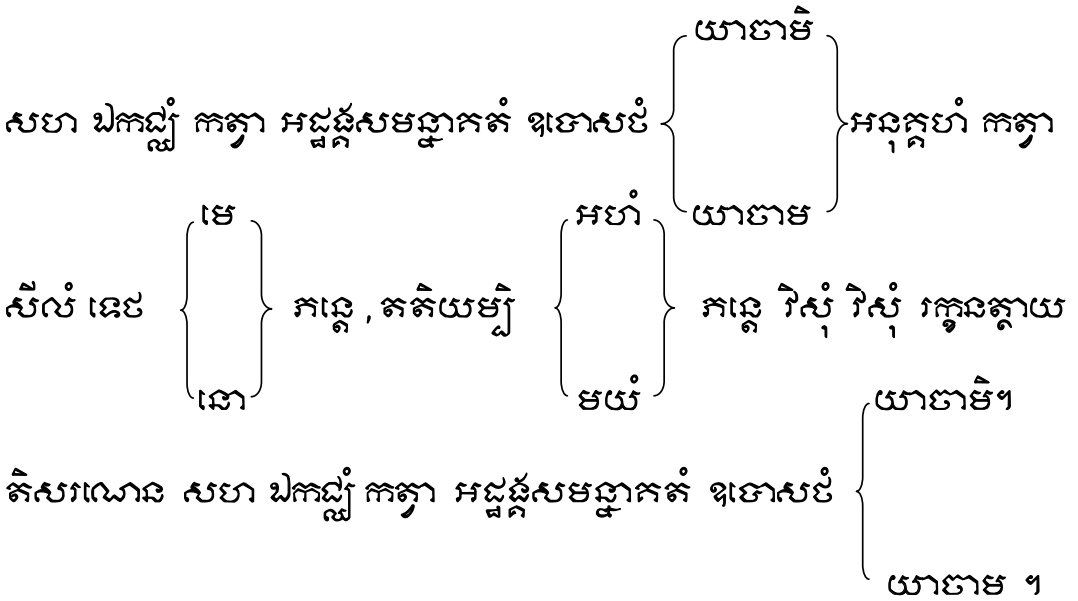 យាចាមិ
សហ ឯកជ្ឈំ កត្វា អដ្ឋង្គសមន្នាគតំ ឧបោសថំ អនុគ្គហំ កត្វា
យាចាម
មេ អហំ
សីលំ ទេថ ភន្តេ , តតិយម្បិ ភន្តេ វិសុំ វិសុំ រក្ខនត្ថាយ
នោ មយំ
យាចាមិ។
តិសរណេន សហ ឯកជ្ឈំ កត្វា អដ្ឋង្គសមន្នាគតំ ឧបោសថំ
យាចាម ។